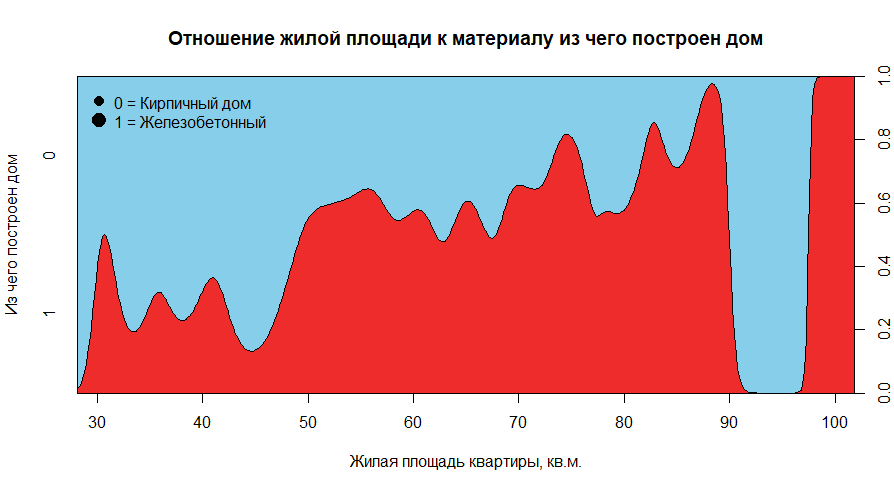 Отношение жилой площади к материалу из чего построен дом
0 = Кирпичный дом
1 = Железобетонный
Из чего построен дом
0
1
1.0
0.8
0.6
0.4
0.2
0.0
30 40 50 60 70 80 90 100
Жилая площадь квартиры, кв.м.